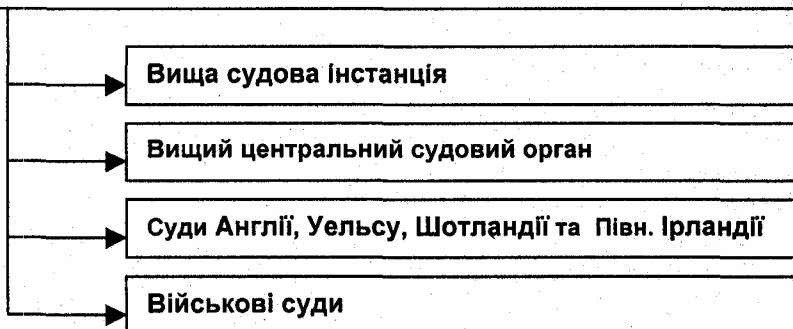 Вища судова інстанція
Вищий центральний судовий орган
Суди Англії, Уельсу, Шотландії та Півн. Ірландії
Військові суди